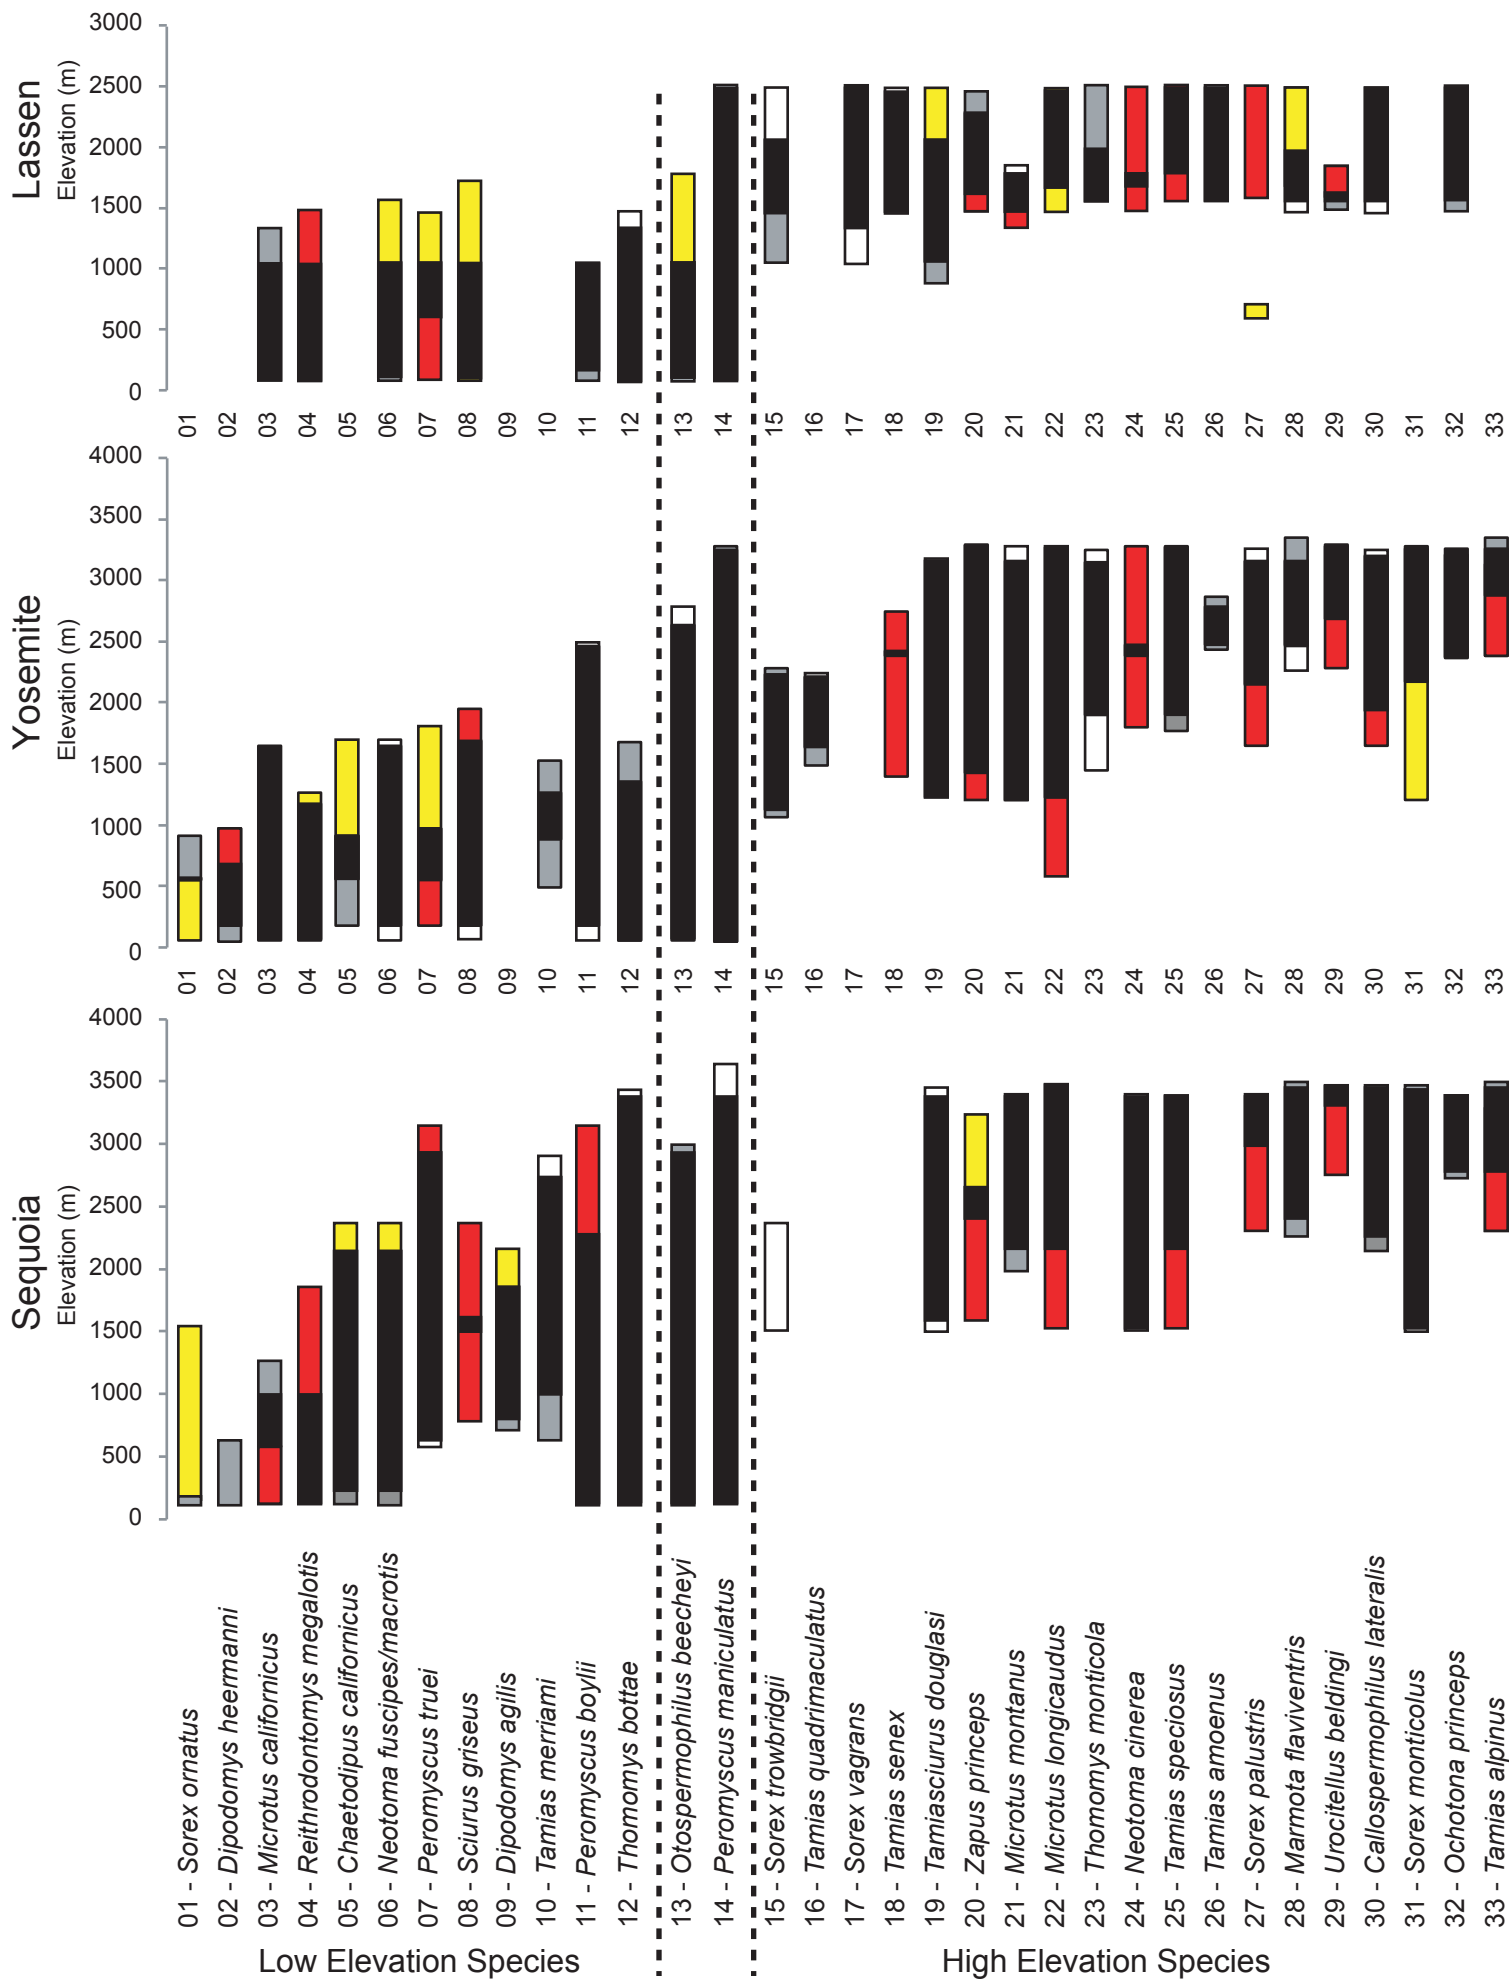 Lassen
Elevation (m)
3000
2500
2000
1500
1000
500
0
01 02 03 04 05 06 07 08 09 10 11 12 13 14 15 16 17 18 19 20 21 22 23 24 25 26 27 28 29 30 31 32 33
Yosemite
Elevation (m)
4000
3500
3000
2500
2000
1500
1000
500
0
01 02 03 04 05 06 07 08 09 10 11 12 13 14 15 16 17 18 19 20 21 22 23 24 25 26 27 28 29 30 31 32 33
Sequoia
Elevation (m)
4000
3500
3000
2500
2000
1500
1000
500
0
01 - Sorex ornatus
02 - Dipodomys heermanni
03 - Microtus californicus
04 - Reithrodontomys megalotis
05 - Chaetodipus californicus
06 - Neotoma fuscipes/macrotis
07 - Peromyscus truei
08 - Sciurus griseus
09 - Dipodomys agilis
10 - Tamias merriami
11 - Peromyscus boylii
12 - Thomomys bottae
13 - Otospermophilus beecheyi
14 - Peromyscus maniculatus
15 - Sorex trowbridgii
16 - Tamias quadrimaculatus
17 - Sorex vagrans
18 - Tamias senex
19 - Tamiasciurus douglasi
20 - Zapus princeps
21 - Microtus montanus
22 - Microtus longicaudus
23 - Thomomys monticola
24 - Neotoma cinerea
25 - Tamias speciosus
26 - Tamias amoenus
27 - Sorex palustris
28 - Marmota flaviventris
29 - Urocitellus beldingi
30 - Callospermophilus lateralis
31 - Sorex monticolus
32 - Ochotona princeps
33 - Tamias alpinus
Low Elevation Species
High Elevation Species